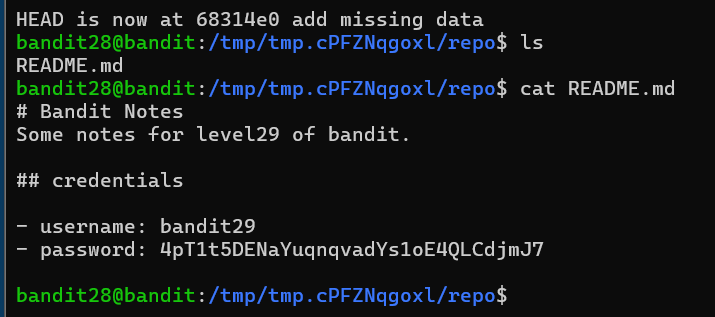 HEAD is now at 68314e0 add missing data
bandit28@bandit:/tmp/tmp.cPFZNqgoxl/repo$ ls
README.md
bandit28@bandit:/tmp/tmp.cPFZNqgoxl/repo$ cat README.md
# Bandit Notes
Some notes for level29 of bandit.

## credentials

- username: bandit29
- password: 4pT1t5DENaYuqnqvadYs1oE4QLCdjmJ7

bandit28@bandit:/tmp/tmp.cPFZNqgoxl/repo$